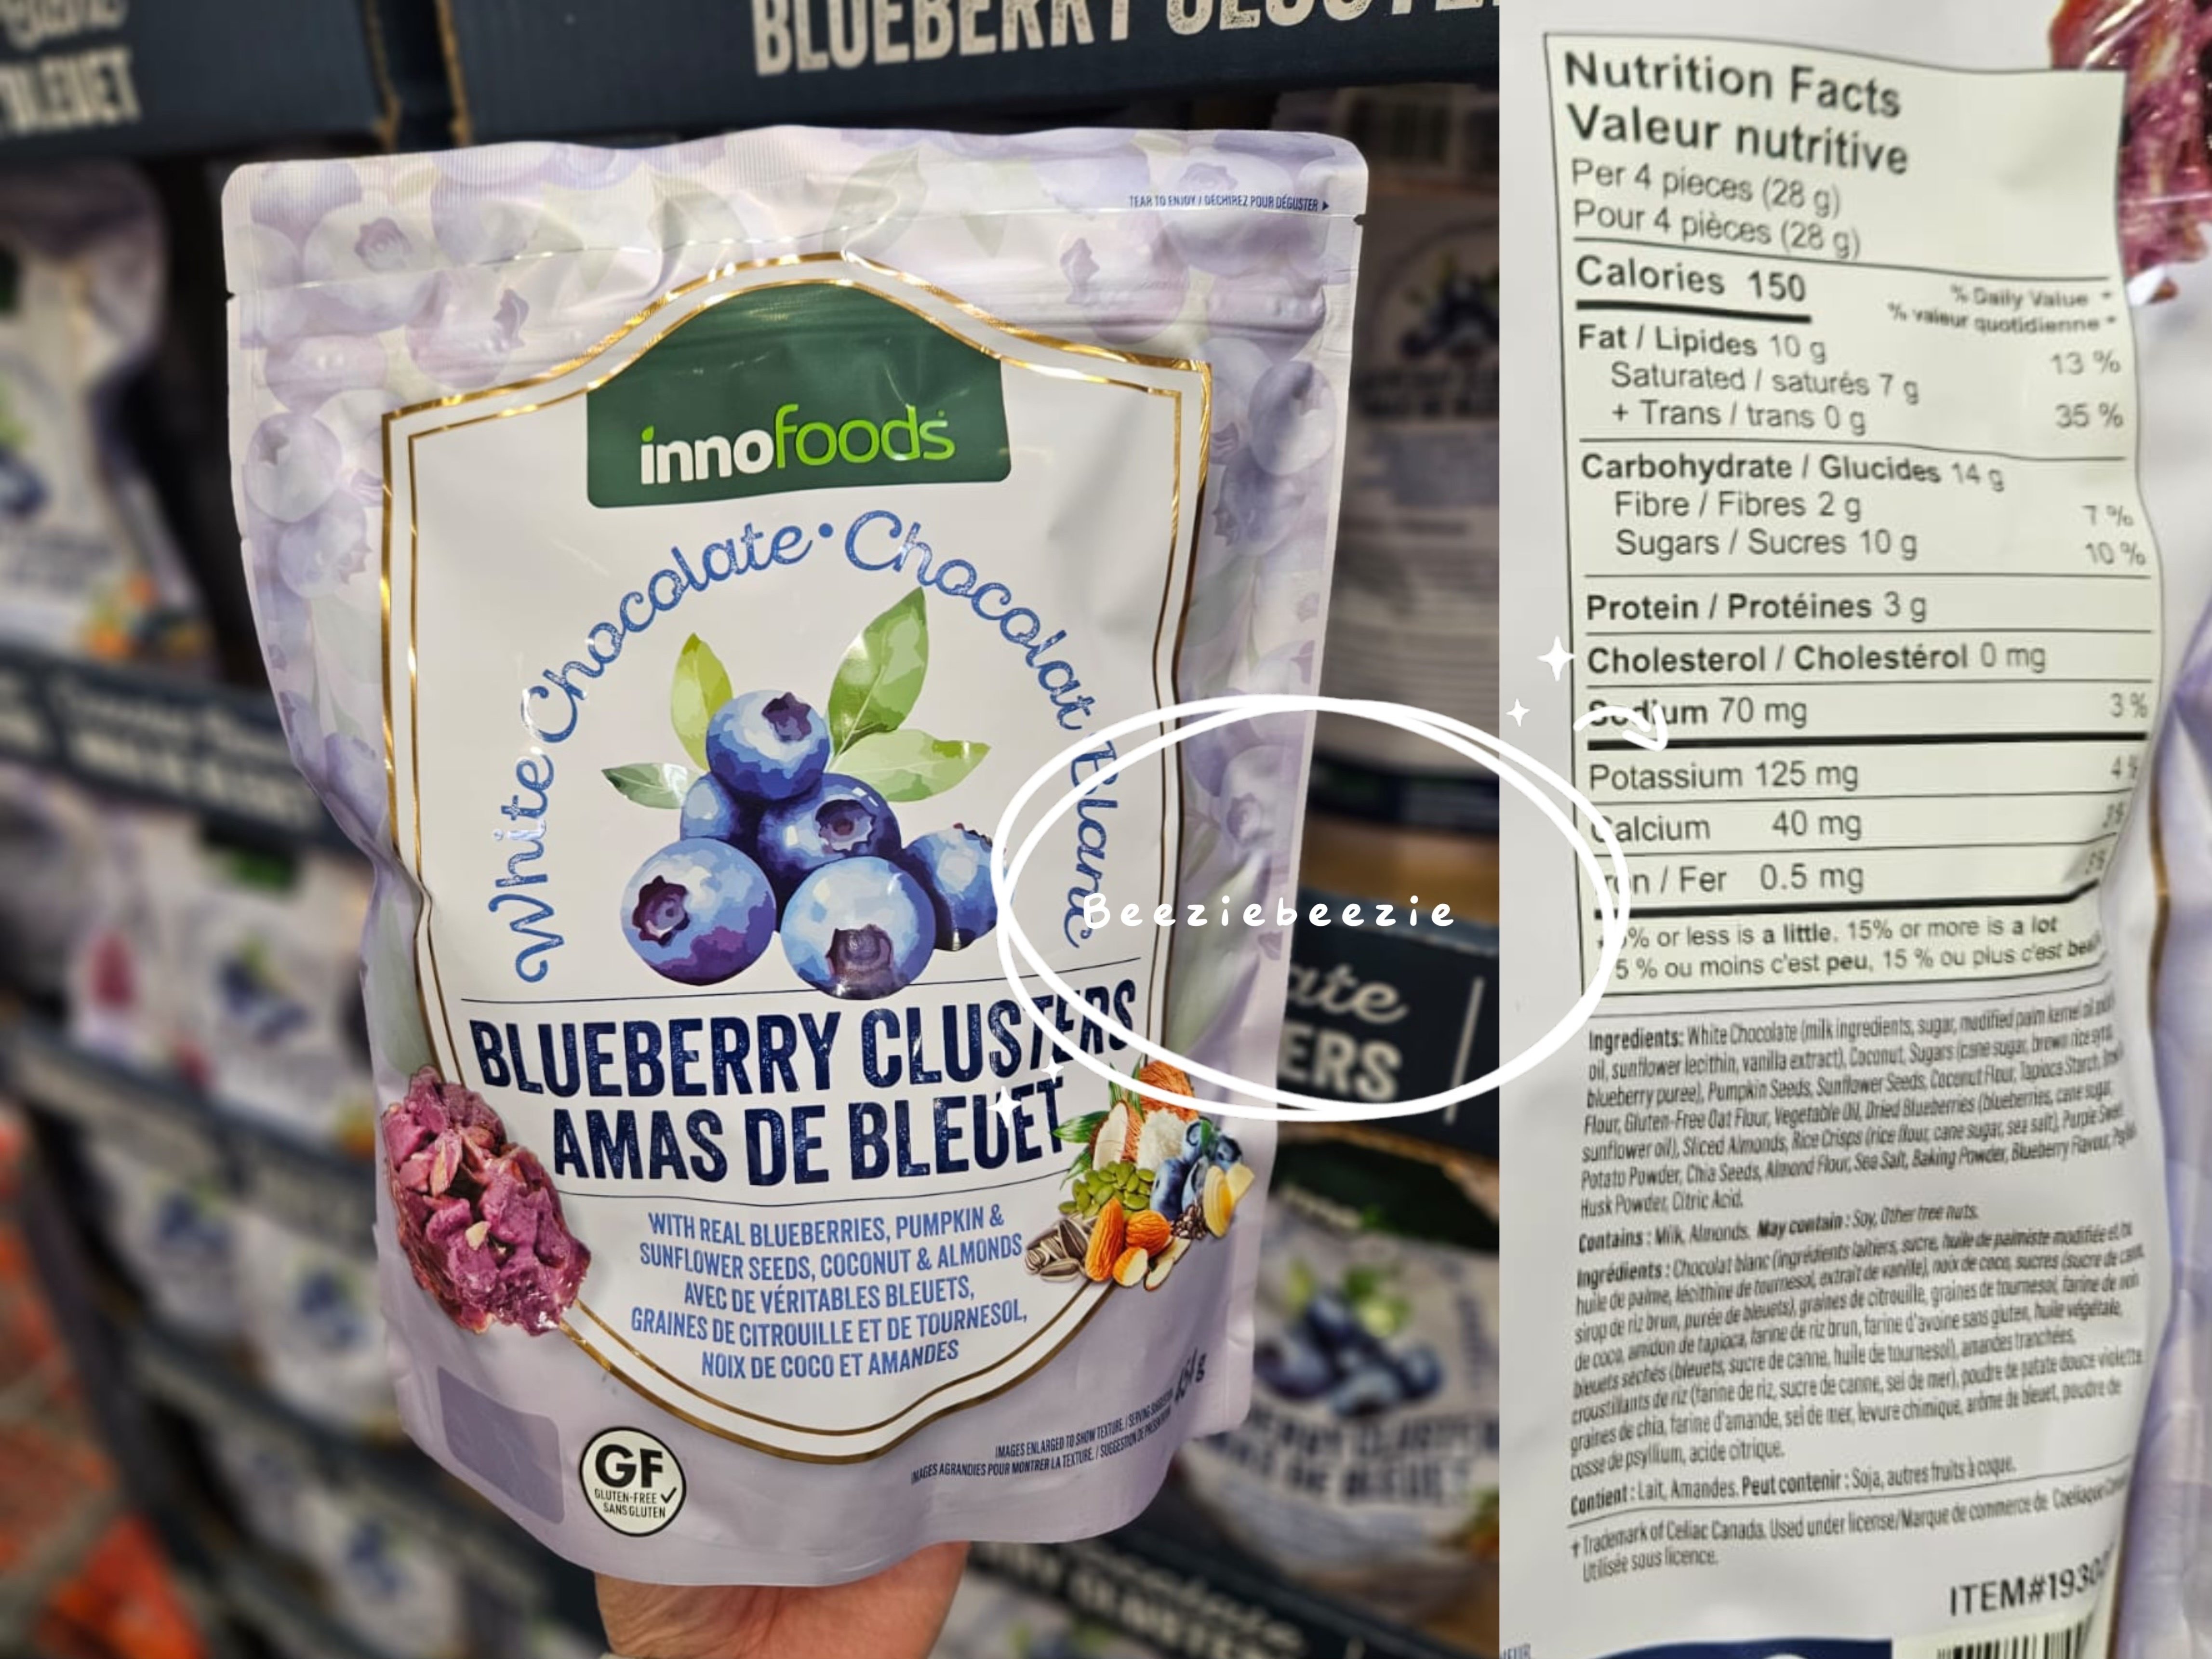 BLUEBERRY CLUSTE
BLEUET
TEAR TO ENJOY / DÉCHIREZ POUR DÉGUSTER
innofoods
White Chocolate • Chocolat Blanc
BLUEBERRY CLUSTERS
AMAS DE BLEUET
WITH REAL BLUEBERRIES, PUMPKIN &
SUNFLOWER SEEDS, COCONUT & ALMONDS
AVEC DE VÉRITABLES BLEUETS,
GRAINES DE CITROUILLE ET DE TOURNESOL,
NOIX DE COCO ET AMANDES
IMAGES ENLARGED TO SHOW TEXTURE. / SERVING
IMAGES AGRANDIES POUR MONTRER LA TEXTURE. / SUGGESTION DE
GF
GLUTEN-FREE
SANS GLUTEN
Beeziebeezie
ate
ERS
Nutrition Facts
Valeur nutritive
Per 4 pieces (28 g)
Pour 4 pièces (28 g)
Calories 150
% Daily Value *
% valeur quotidienne *
Fat / Lipides 10 g 13 %
Saturated / saturés 7 g
+ Trans / trans 0 g 35 %
Carbohydrate / Glucides 14 g
Fibre / Fibres 2 g 7 %
Sugars / Sucres 10 g 10 %
Protein / Protéines 3 g
Cholesterol / Cholestérol 0 mg
Sodium 70 mg 3 %
Potassium 125 mg 4 %
Calcium 40 mg 3 %
Iron / Fer 0.5 mg
% or less is a little, 15% or more is a lot
5 % ou moins c'est peu, 15 % ou plus c'est
Ingredients: White Chocolate (milk ingredients, sugar, modified palm kernel oil
oil, sunflower lecithin, vanilla extract), Coconut, Sugars (cane sugar, brown rice
blueberry puree), Pumpkin Seeds, Sunflower Seeds, Coconut Flour, Tapioca Starch,
Flour, Gluten-Free Oat Flour, Vegetable Oil, Dried Blueberries (blueberries, cane sugar,
sunflower oil), Sliced Almonds, Rice Crisps (rice flour, cane sugar, sea salt), Purple
Potato Powder, Chia Seeds, Almond Flour, Sea Salt, Baking Powder, Blueberry Flavour,
Husk Powder, Citric Acid.
Contains : Milk, Almonds. May contain : Soy, Other tree nuts.
Ingrédients : Chocolat blanc (ingrédients laitiers, sucre, huile de palmiste modifiée
huile de palme, lécithine de tournesol, extrait de vanille), noix de coco, sucres (sucre de
sirop de riz brun, purée de bleuets), graines de citrouille, graines de tournesol, farine de noix
de coco, amidon de tapioca, farine de riz brun, farine d'avoine sans gluten, huile végétale,
bleuets séchés (bleuets, sucre de canne, huile de tournesol), amandes tranchées,
croustillants de riz (farine de riz, sucre de canne, sel de mer), poudre de patate douce violette
graines de chia, farine d'amande, sel de mer, levure chimique, arôme de bleuet, poudre de
cosse de psyllium, acide citrique.
Contient : Lait, Amandes. Peut contenir : Soja, autres fruits à coque.
† Trademark of Celiac Canada. Used under license/Marque de commerce de Coeliaque
Utilisée sous licence.
ITEM#193